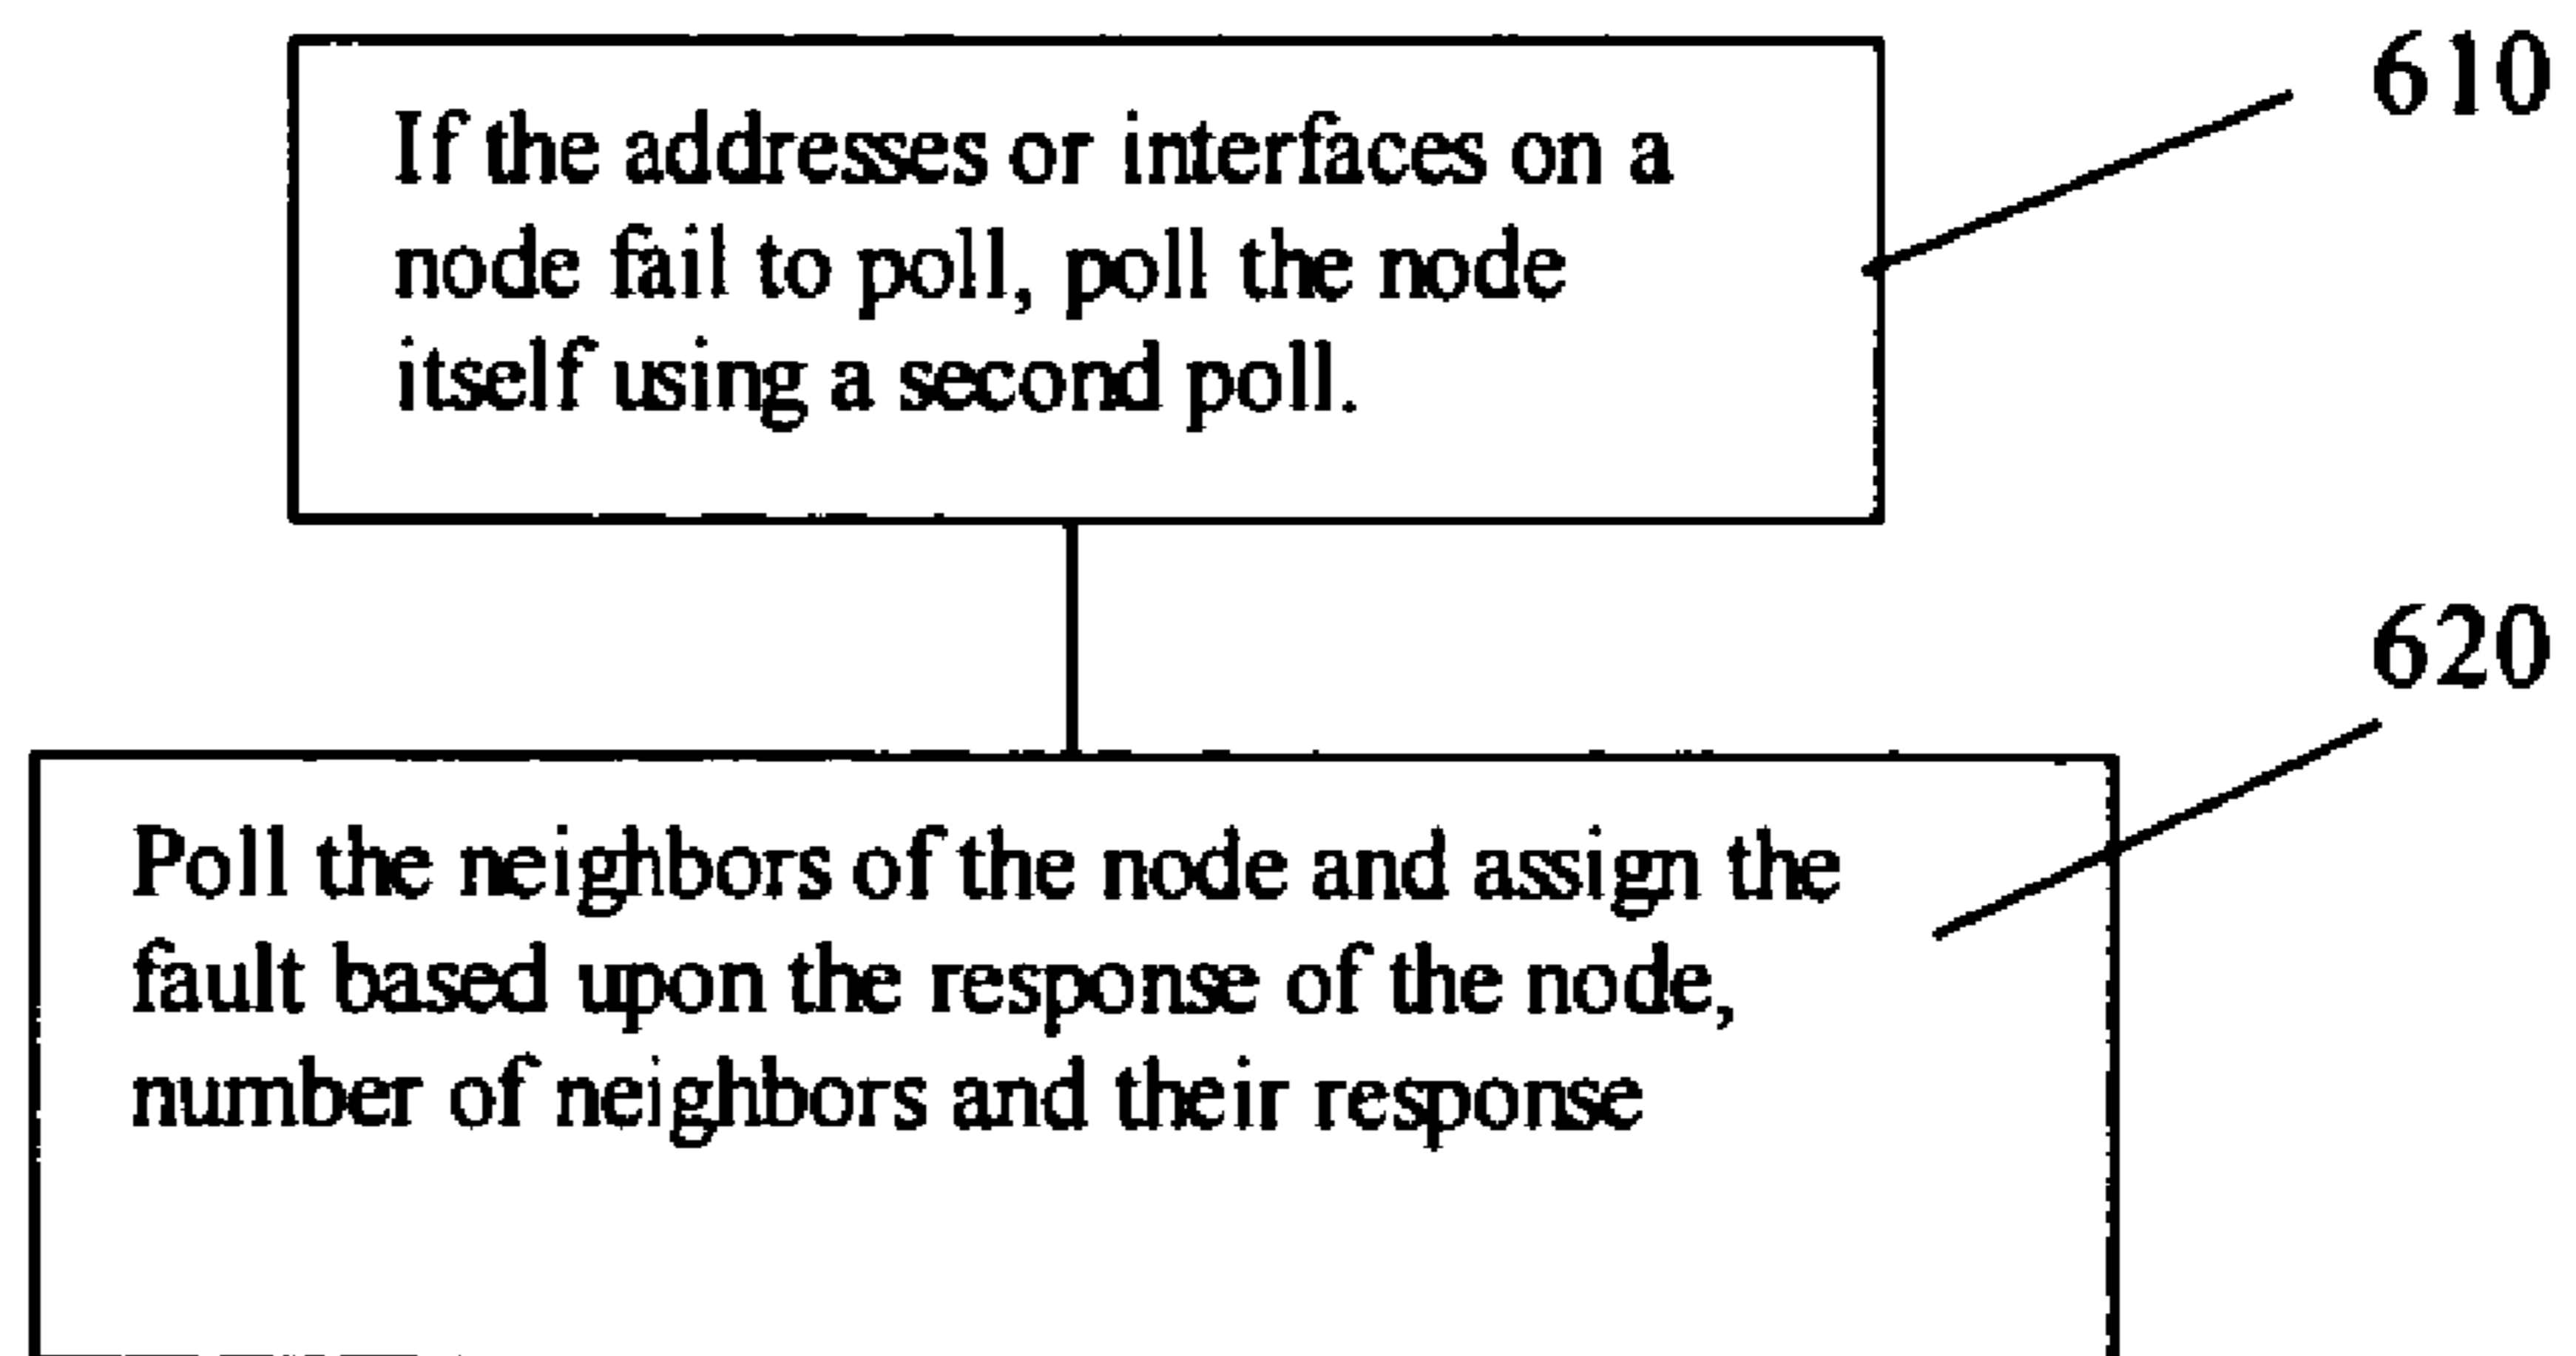 610
If the addresses or interfaces on a
node fail to poll, poll the node
itself using a second poll.
620
Poll the neighbors of the node and assign the
fault based upon the response of the node,
number of neighbors and their response